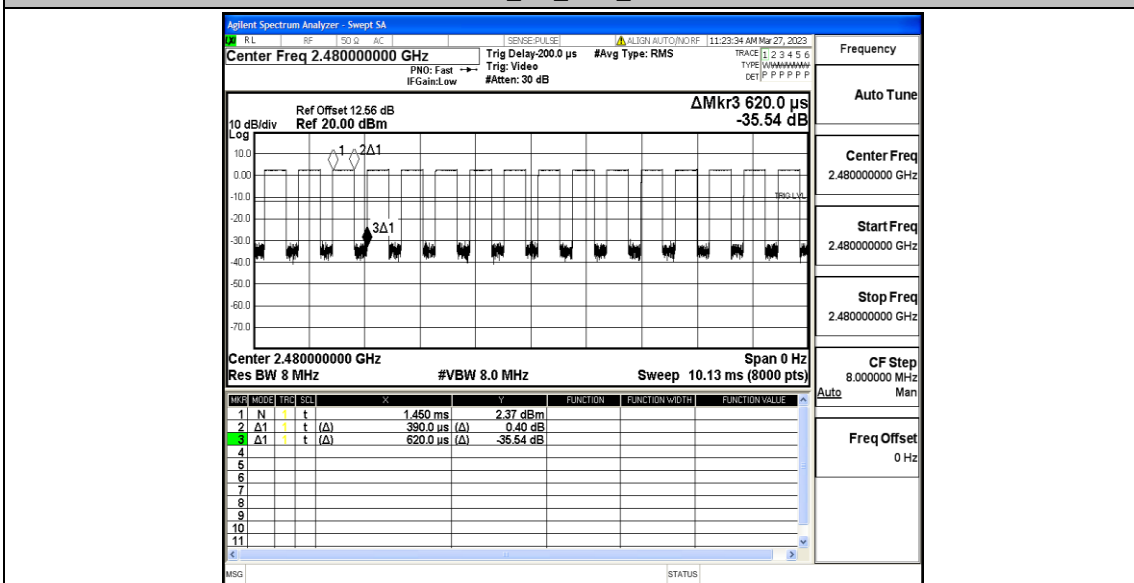 Agilent Spectrum Analyzer - Swept SA
RL RF 50 Ω AC SENSE:PULSE ALIGN AUTO/NO RF 11:23:34 AM Mar 27, 2023
Center Freq 2.480000000 GHz
PNO: Fast
IFGain:Low
Trig Delay-200.0 µs
Trig: Video
#Atten: 30 dB
#Avg Type: RMS
TRACE 1 2 3 4 5 6
TYPE WWWWWW
DET P P P P P P
ΔMkr3 620.0 µs
-35.54 dB
Ref Offset 12.56 dB
10 dB/div Ref 20.00 dBm
Log
10.0
0.00
-10.0
-20.0
-30.0
-40.0
-50.0
-60.0
-70.0
1 2Δ1
3Δ1
TRIG LVL
Center 2.480000000 GHz Span 0 Hz
Res BW 8 MHz #VBW 8.0 MHz Sweep 10.13 ms (8000 pts)
MKR MODE TRC SCL X Y FUNCTION FUNCTION WIDTH FUNCTION VALUE
1 N 1 t 1.450 ms 2.37 dBm
2 Δ1 1 t (Δ) 390.0 µs (Δ) 0.40 dB
3 Δ1 1 t (Δ) 620.0 µs (Δ) -35.54 dB
4
5
6
7
8
9
10
11
MSG STATUS
Frequency
Auto Tune
Center Freq
2.480000000 GHz
Start Freq
2.480000000 GHz
Stop Freq
2.480000000 GHz
CF Step
8.000000 MHz
Auto Man
Freq Offset
0 Hz